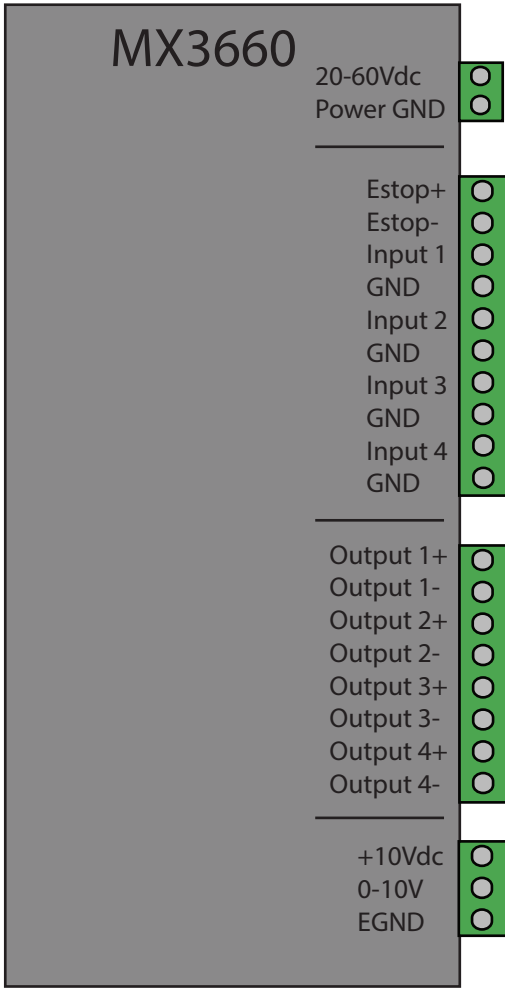 MX3660
20-60Vdc
Power GND
Estop+
Estop-
Input 1
GND
Input 2
GND
Input 3
GND
Input 4
GND
Output 1+
Output 1-
Output 2+
Output 2-
Output 3+
Output 3-
Output 4+
Output 4-
+10Vdc
0-10V
EGND